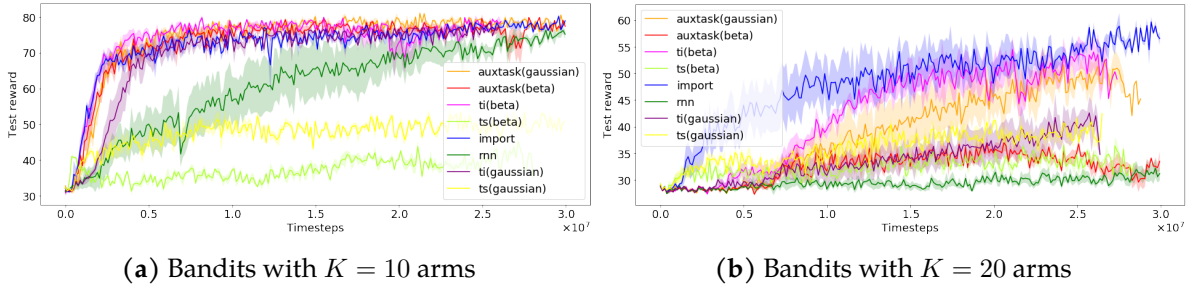 80
70
60
50
40
30
Test reward
auxtask(gaussian)
auxtask(beta)
ti(beta)
ts(beta)
import
rnn
ti(gaussian)
ts(gaussian)
0.0 0.5 1.0 1.5 2.0 2.5 3.0
×10⁷
Timesteps
(a) Bandits with K = 10 arms
60
55
50
45
40
35
30
Test reward
auxtask(gaussian)
auxtask(beta)
ti(beta)
ts(beta)
import
rnn
ti(gaussian)
ts(gaussian)
0.0 0.5 1.0 1.5 2.0 2.5 3.0
×10⁷
Timesteps
(b) Bandits with K = 20 arms